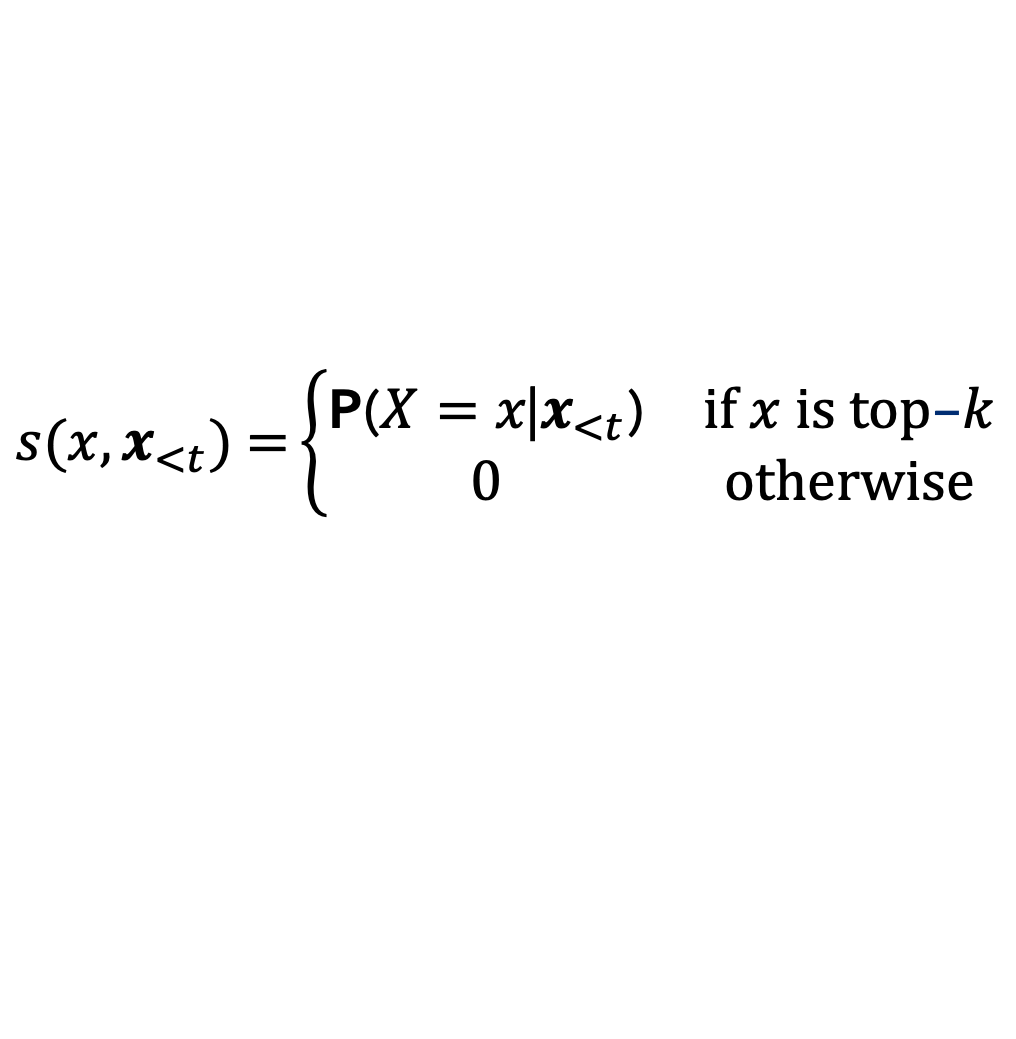 s(x, x<t) = { P(X = x|x<t) if x is top–k
0 otherwise